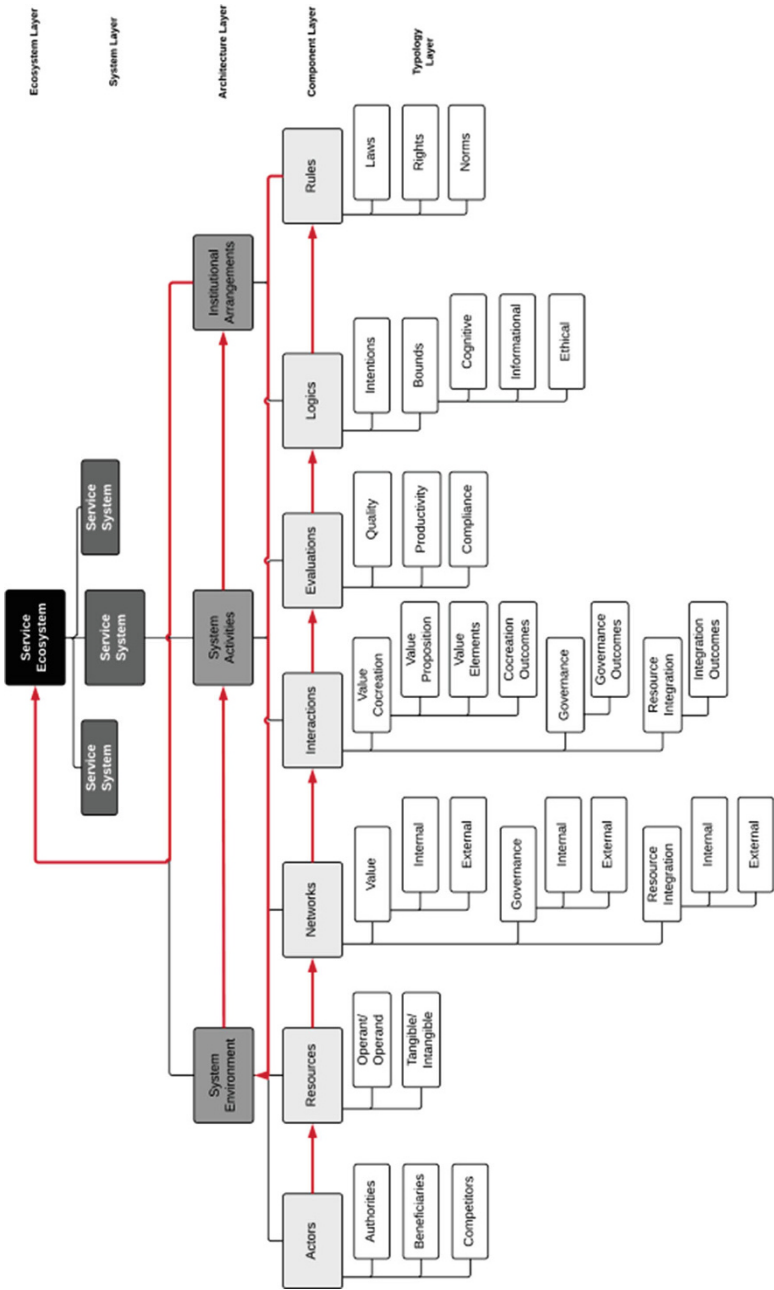 Ecosystem Layer
System Layer
Architecture Layer
Component Layer
Typology
Layer
Service
Ecosystem
Service
System
Service
System
Service
System
System
Environment
System
Activities
Institutional
Arrangements
Actors
Resources
Networks
Interactions
Evaluations
Logics
Rules
Authorities
Beneficiaries
Competitors
Operant/
Operand
Tangible/
Intangible
Value
Internal
External
Governance
Internal
External
Resource
Integration
Internal
External
Value
Cocreation
Value
Proposition
Value
Elements
Cocreation
Outcomes
Governance
Governance
Outcomes
Resource
Integration
Integration
Outcomes
Quality
Productivity
Compliance
Intentions
Bounds
Cognitive
Informational
Ethical
Laws
Rights
Norms